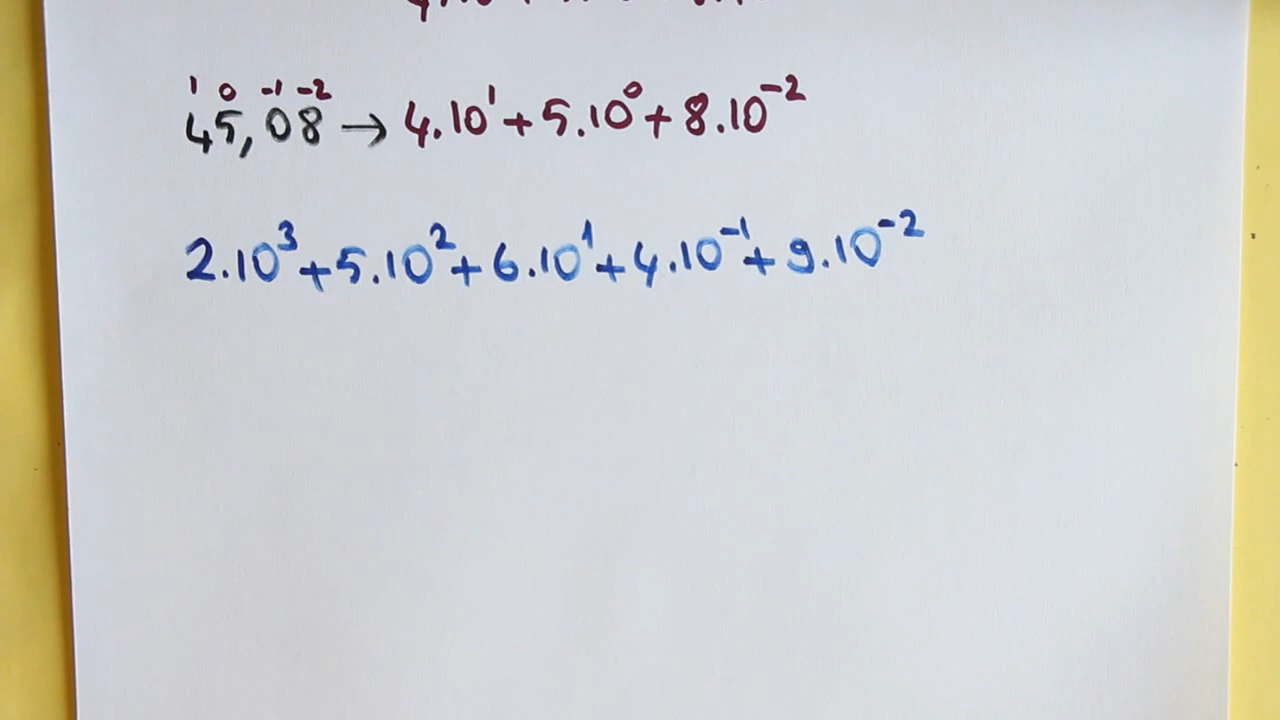 1 0 -1 -2
45,08 → 4.10¹ + 5.10⁰ + 8.10⁻²
2.10³ + 5.10² + 6.10¹ + 4.10⁻¹ + 9.10⁻²